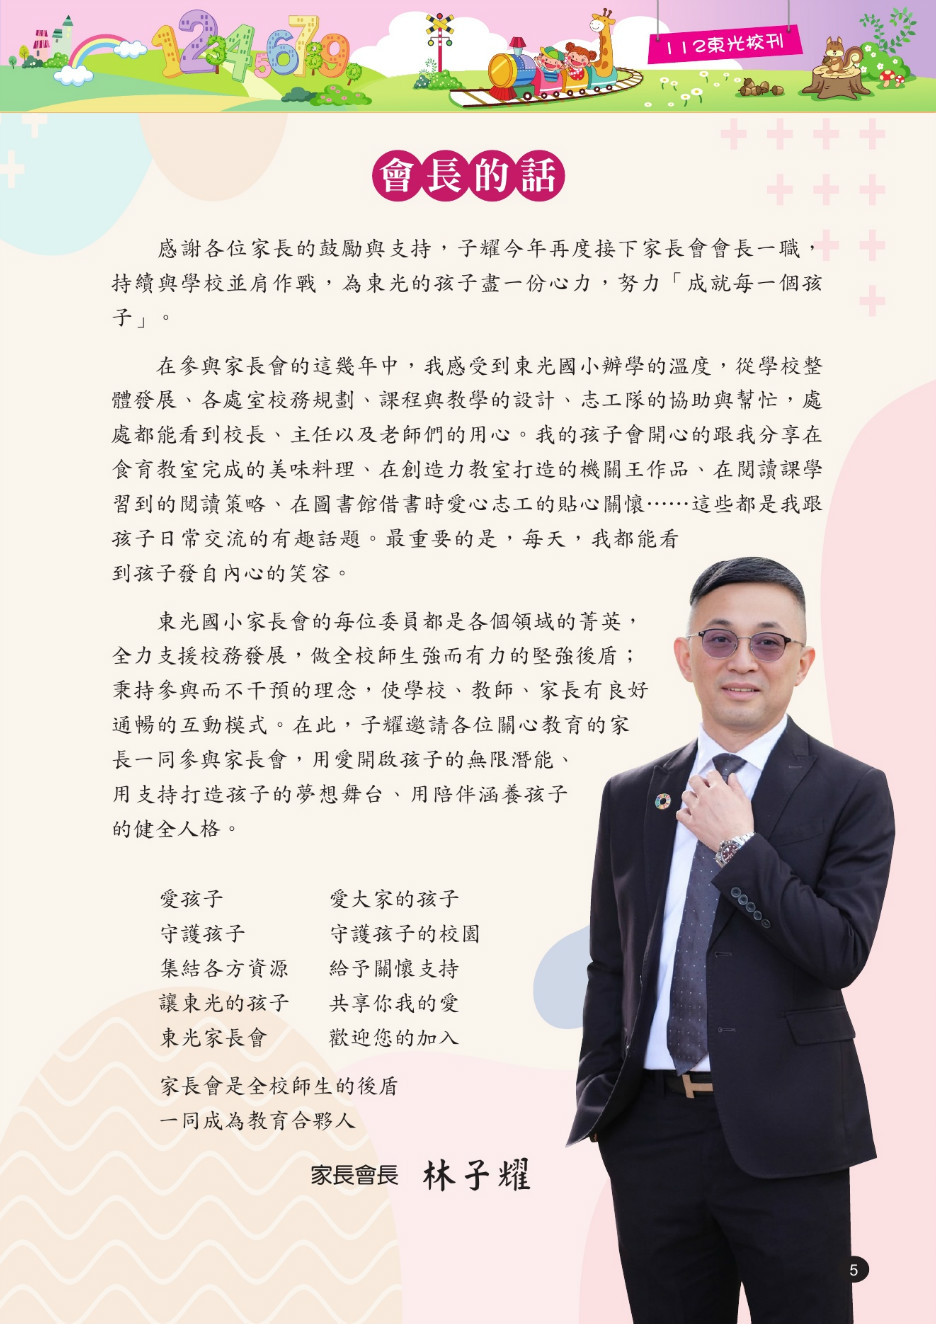 1245679
112東光校刊
會長的話
感謝各位家長的鼓勵與支持，子耀今年再度接下家長會會長一職，
持續與學校並肩作戰，為東光的孩子盡一份心力，努力「成就每一個孩
子」。
在參與家長會的這幾年中，我感受到東光國小辦學的溫度，從學校整
體發展、各處室校務規劃、課程與教學的設計、志工隊的協助與幫忙，處
處都能看到校長、主任以及老師們的用心。我的孩子會開心的跟我分享在
食育教室完成的美味料理、在創造力教室打造的機關王作品、在閱讀課學
習到的閱讀策略、在圖書館借書時愛心志工的貼心關懷……這些都是我跟
孩子日常交流的有趣話題。最重要的是，每天，我都能看
到孩子發自內心的笑容。
東光國小家長會的每位委員都是各個領域的菁英，
全力支援校務發展，做全校師生強而有力的堅強後盾；
秉持參與而不干預的理念，使學校、教師、家長有良好
通暢的互動模式。在此，子耀邀請各位關心教育的家
長一同參與家長會，用愛開啟孩子的無限潛能、
用支持打造孩子的夢想舞台、用陪伴涵養孩子
的健全人格。
愛孩子　愛大家的孩子
守護孩子　守護孩子的校園
集結各方資源　給予關懷支持
讓東光的孩子　共享你我的愛
東光家長會　歡迎您的加入
家長會是全校師生的後盾
一同成為教育合夥人
家長會長　林子耀
5